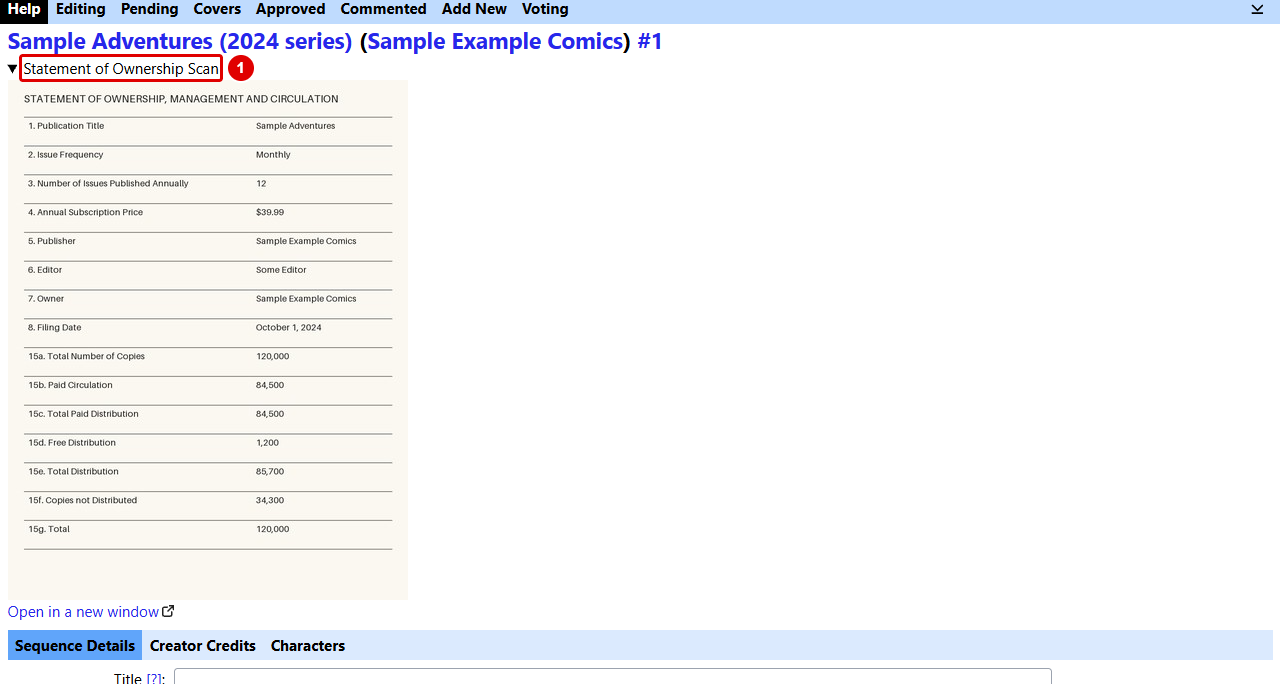 Help Editing Pending Covers Approved Commented Add New Voting
Sample Adventures (2024 series) (Sample Example Comics) #1
Statement of Ownership Scan 1
STATEMENT OF OWNERSHIP, MANAGEMENT AND CIRCULATION
1. Publication Title Sample Adventures
2. Issue Frequency Monthly
3. Number of Issues Published Annually 12
4. Annual Subscription Price $39.99
5. Publisher Sample Example Comics
6. Editor Some Editor
7. Owner Sample Example Comics
8. Filing Date October 1, 2024
15a. Total Number of Copies 120,000
15b. Paid Circulation 84,500
15c. Total Paid Distribution 84,500
15d. Free Distribution 1,200
15e. Total Distribution 85,700
15f. Copies not Distributed 34,300
15g. Total 120,000
Open in a new window
Sequence Details Creator Credits Characters
Title [?]: